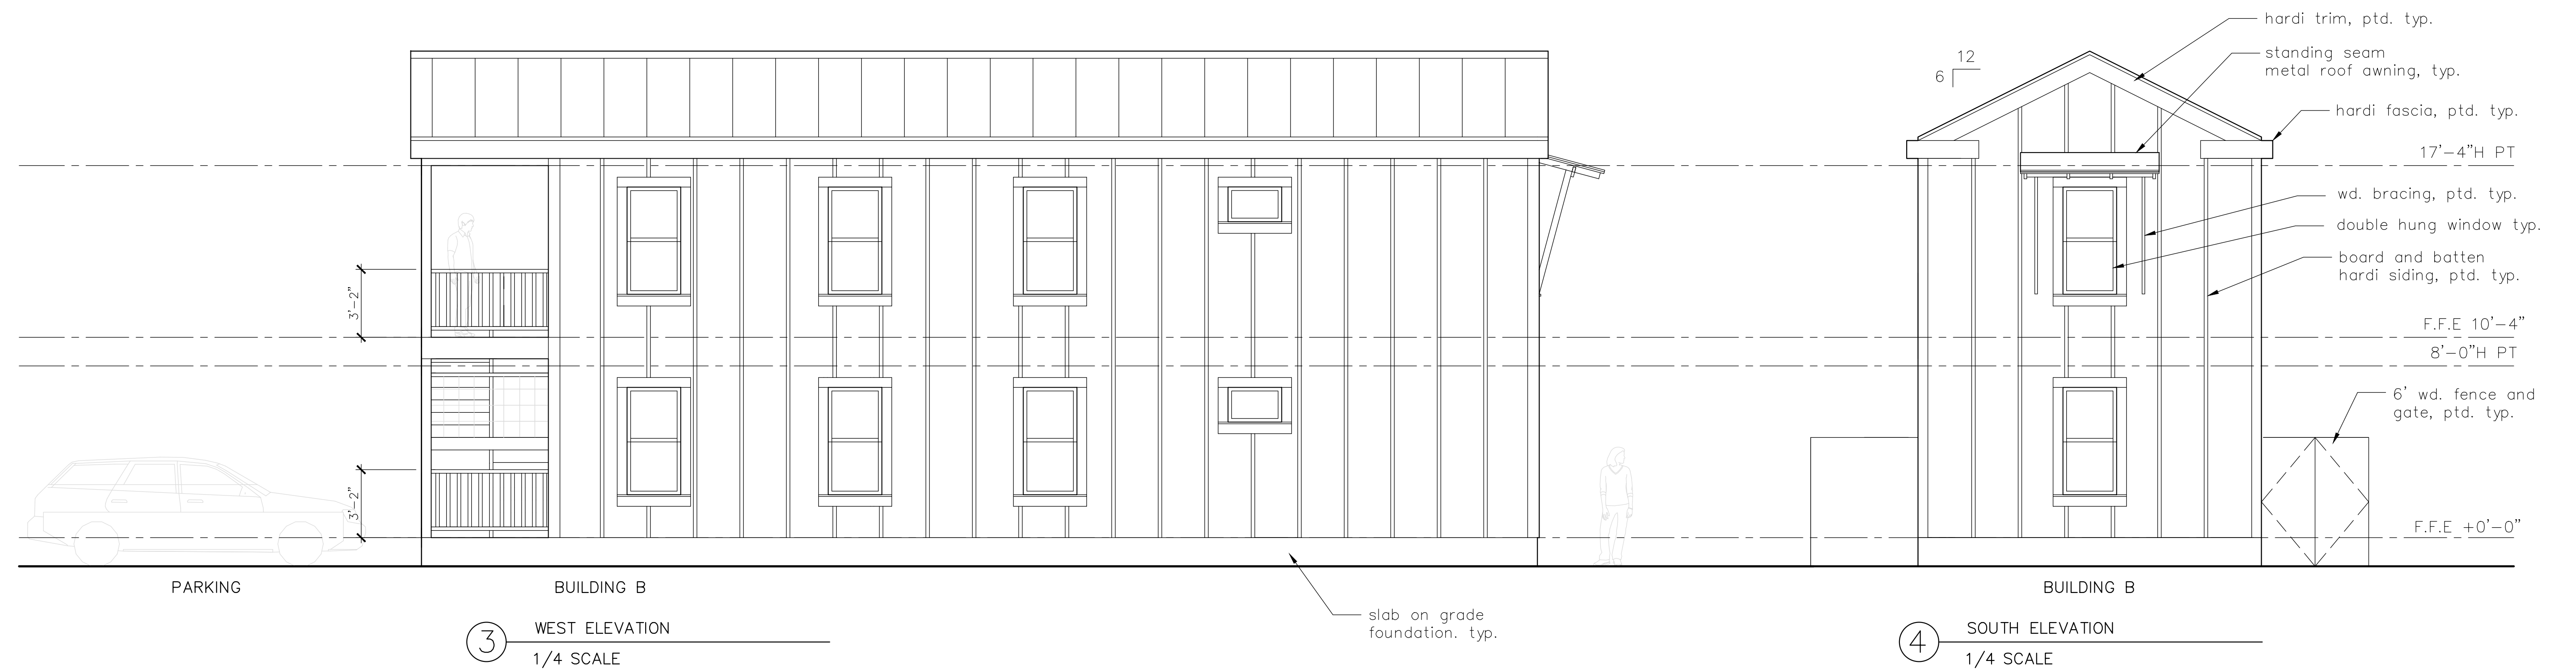 hardi trim, ptd. typ.
12
6
standing seam
metal roof awning, typ.
hardi fascia, ptd. typ.
17'-4"H PT
wd. bracing, ptd. typ.
double hung window typ.
board and batten
hardi siding, ptd. typ.
3'-2"
F.F.E 10'-4"
8'-0"H PT
6' wd. fence and
gate, ptd. typ.
3'-2"
F.F.E +0'-0"
PARKING
BUILDING B
BUILDING B
slab on grade
foundation. typ.
3
WEST ELEVATION
1/4 SCALE
4
SOUTH ELEVATION
1/4 SCALE